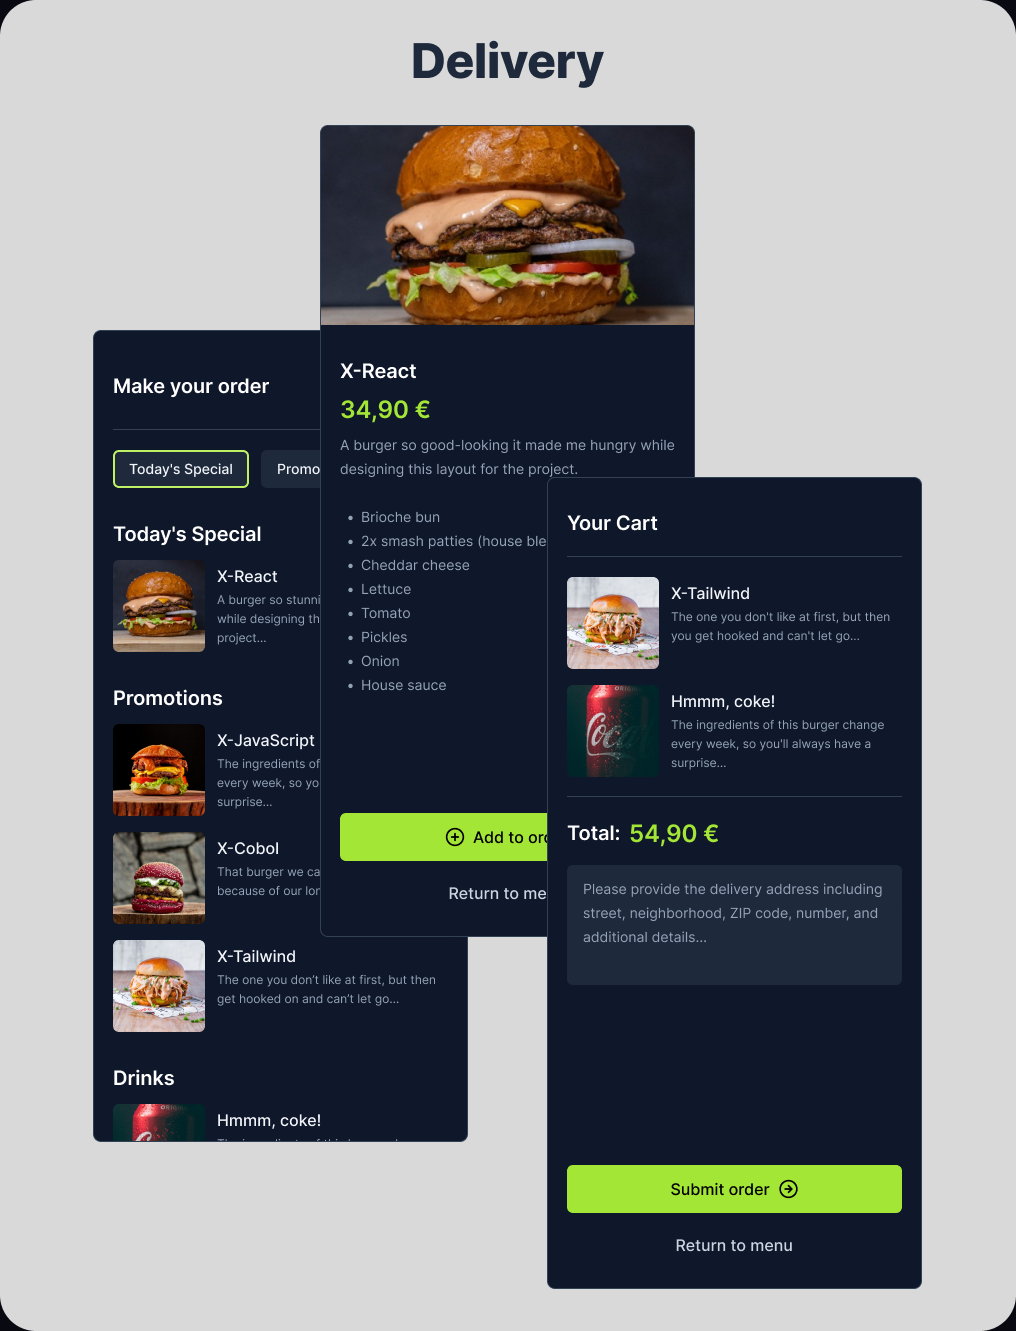 Delivery
Make your order
Today's Special
Promo
Today's Special
X-React
A burger so stunni
while designing th
project...
Promotions
X-JavaScript
The ingredients of
every week, so yo
surprise...
X-Cobol
That burger we ca
because of our lor
X-Tailwind
The one you don’t like at first, but then
get hooked on and can’t let go...
Drinks
Hmmm, coke!
X-React
34,90 €
A burger so good-looking it made me hungry while
designing this layout for the project.
• Brioche bun
• 2x smash patties (house ble
• Cheddar cheese
• Lettuce
• Tomato
• Pickles
• Onion
• House sauce
Add to orc
Return to me
Your Cart
X-Tailwind
The one you don't like at first, but then
you get hooked and can't let go...
Hmmm, coke!
The ingredients of this burger change
every week, so you'll always have a
surprise...
Total: 54,90 €
Please provide the delivery address including
street, neighborhood, ZIP code, number, and
additional details...
Submit order
Return to menu